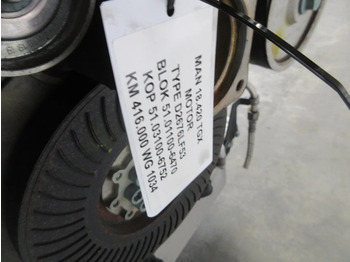 MAN 18.420 TGX
MOTOR
TYPE D2676LF53
BLOK 51.01100-6470
KOP 51.03100-6752
KM 416.000 WG 1034